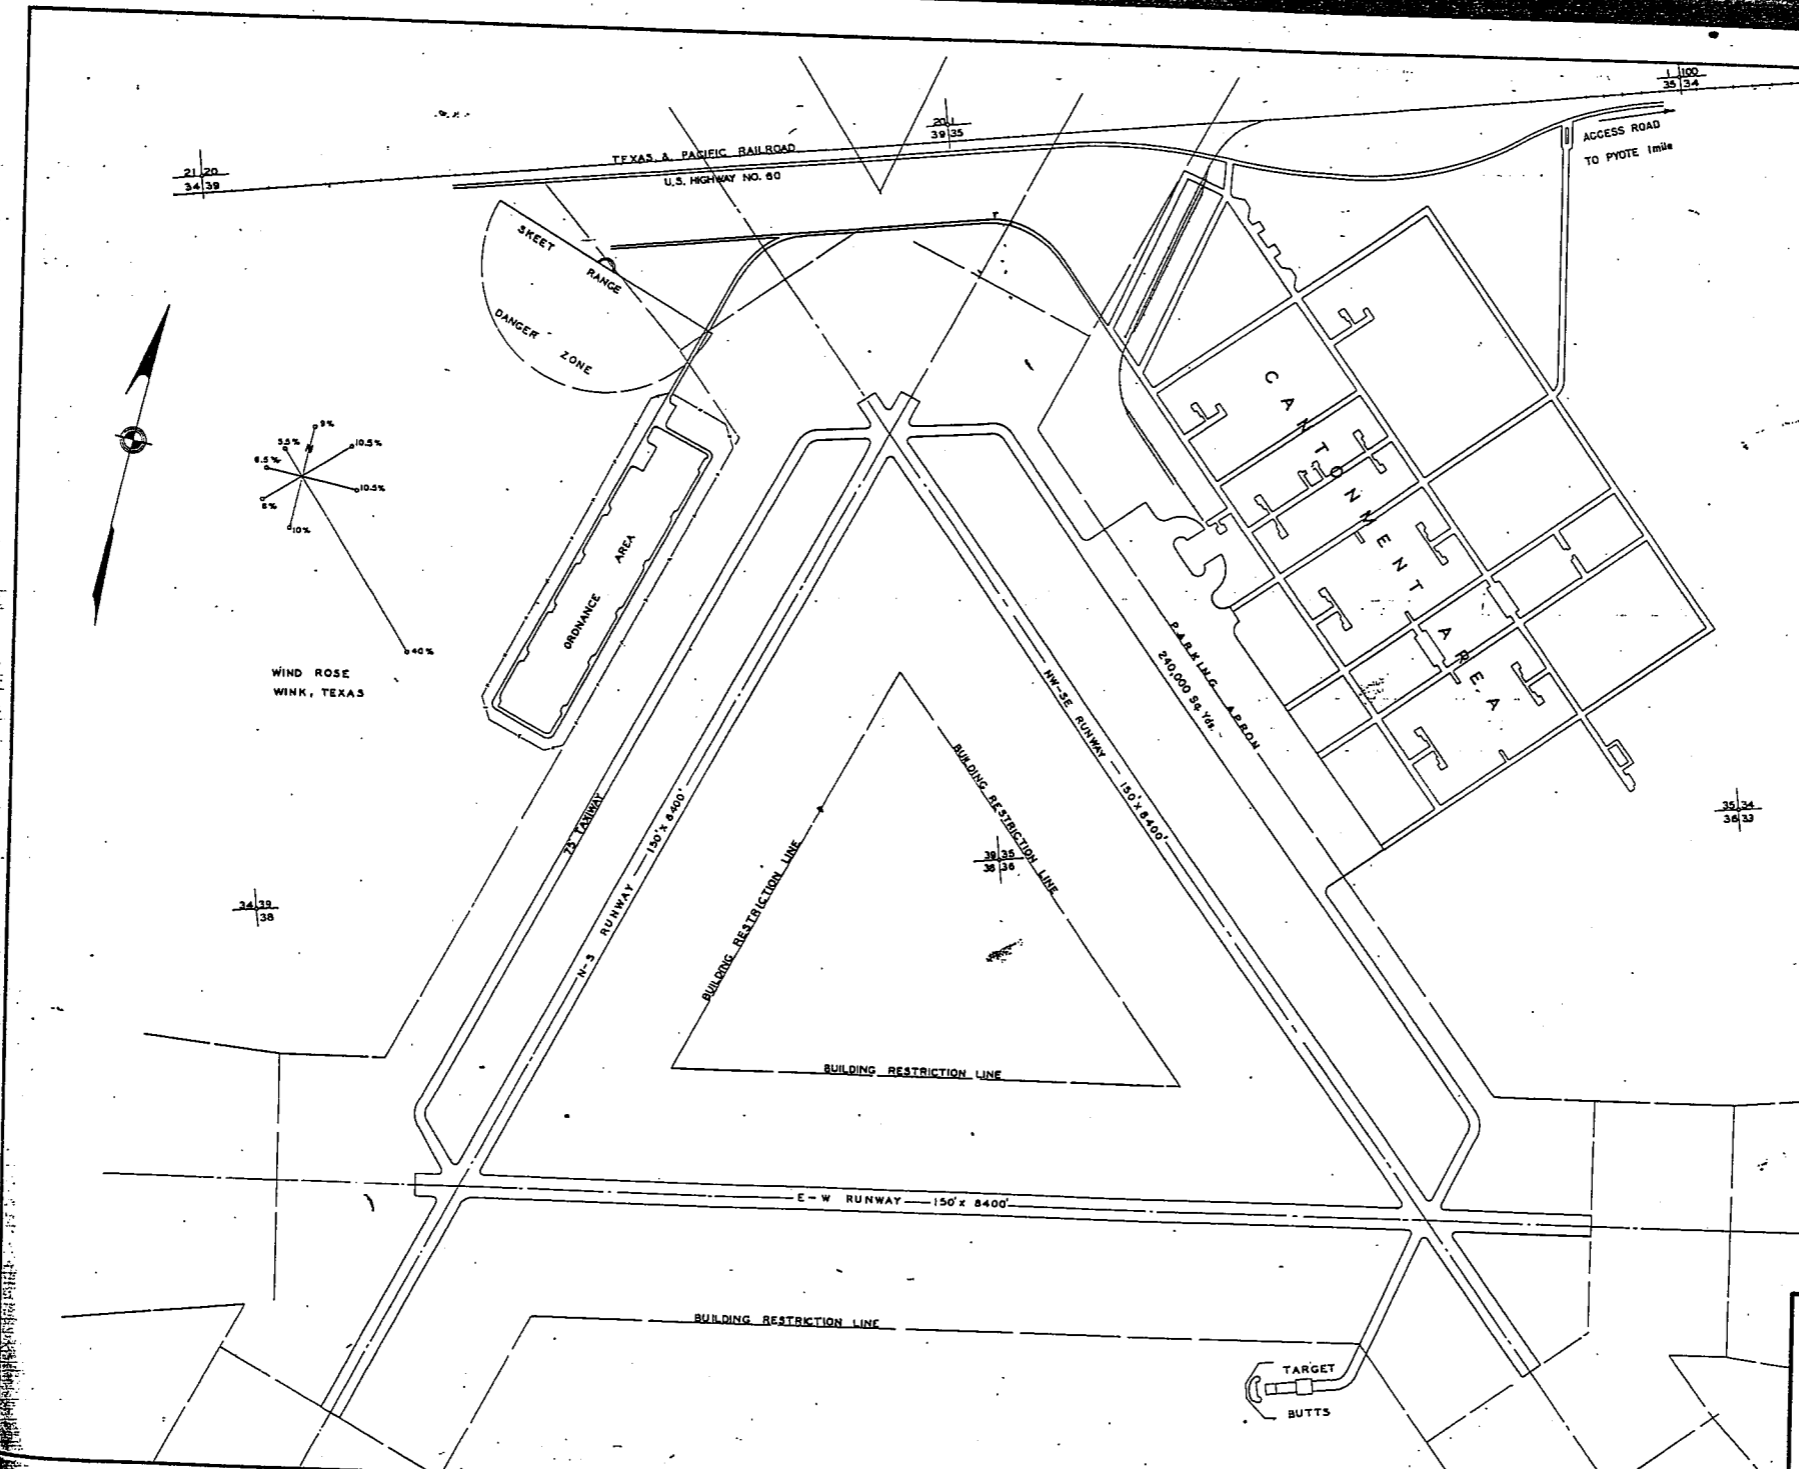 1 | 100
35 | 34
20 | 1
39 | 35
ACCESS ROAD
TO PYOTE 1mile
TEXAS & PACIFIC RAILROAD
U.S. HIGHWAY NO. 80
21 | 20
34 | 39
SKEET RANGE
DANGER ZONE
9%
N
5.5%
10.5%
6.5%
10.5%
10%
40%
WIND ROSE
WINK, TEXAS
ORDNANCE AREA
CANTONMENT AREA
PARKING APRON
240,000 Sq. Yds.
NW-SE RUNWAY — 150' x 8400'
75' TAXIWAY
N-S RUNWAY — 150' x 8400'
BUILDING RESTRICTION LINE
BUILDING RESTRICTION LINE
39 | 35
38 | 36
35 | 34
36 | 33
34 | 39
38
BUILDING RESTRICTION LINE
E-W RUNWAY — 150' x 8400'
BUILDING RESTRICTION LINE
TARGET
BUTTS